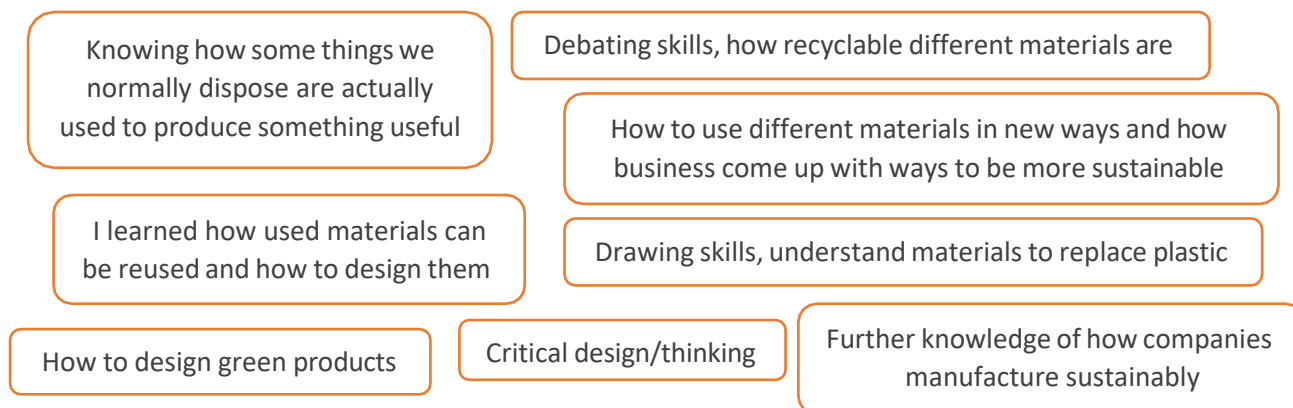 Knowing how some things we
normally dispose are actually
used to produce something useful
Debating skills, how recyclable different materials are
How to use different materials in new ways and how
business come up with ways to be more sustainable
I learned how used materials can
be reused and how to design them
Drawing skills, understand materials to replace plastic
How to design green products
Critical design/thinking
Further knowledge of how companies
manufacture sustainably